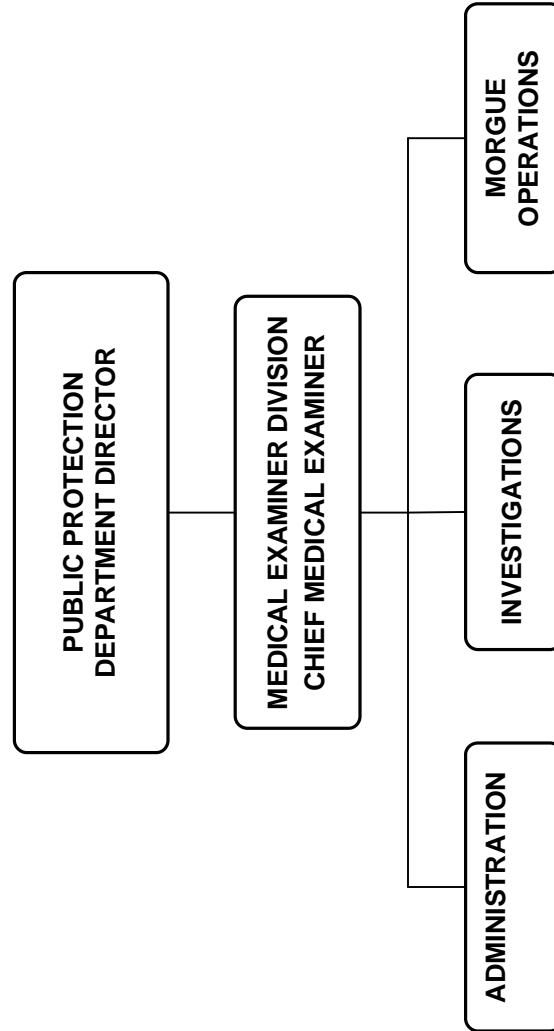 PUBLIC PROTECTION
DEPARTMENT DIRECTOR
MEDICAL EXAMINER DIVISION
CHIEF MEDICAL EXAMINER
ADMINISTRATION
INVESTIGATIONS
MORGUE
OPERATIONS